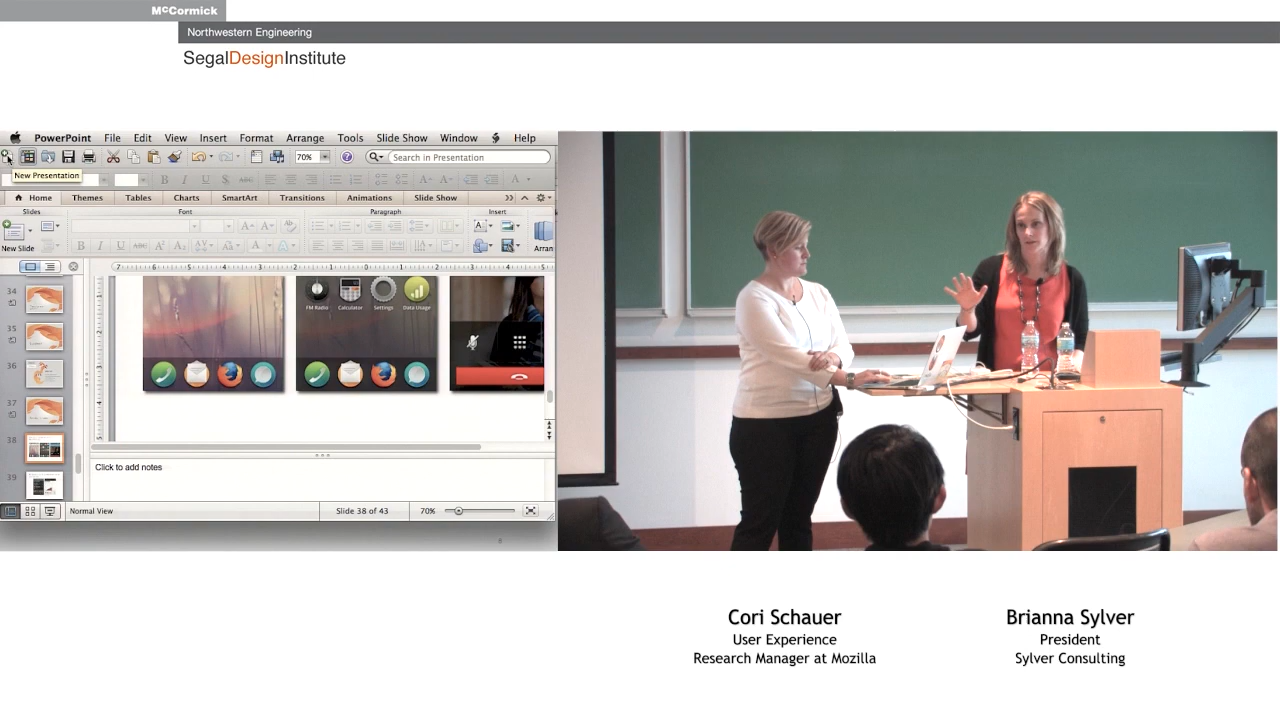 McCormick
Northwestern Engineering
SegalDesignInstitute
PowerPoint File Edit View Insert Format Arrange Tools Slide Show Window Help
70% Search in Presentation
New Presentation
Home Themes Tables Charts SmartArt Transitions Animations Slide Show
Slides Font Paragraph Insert
New Slide
34
35
36
37
38
39
FM Radio Calculator Settings Data Usage
Click to add notes
Normal View Slide 38 of 43 70%
Cori Schauer
User Experience
Research Manager at Mozilla
Brianna Sylver
President
Sylver Consulting